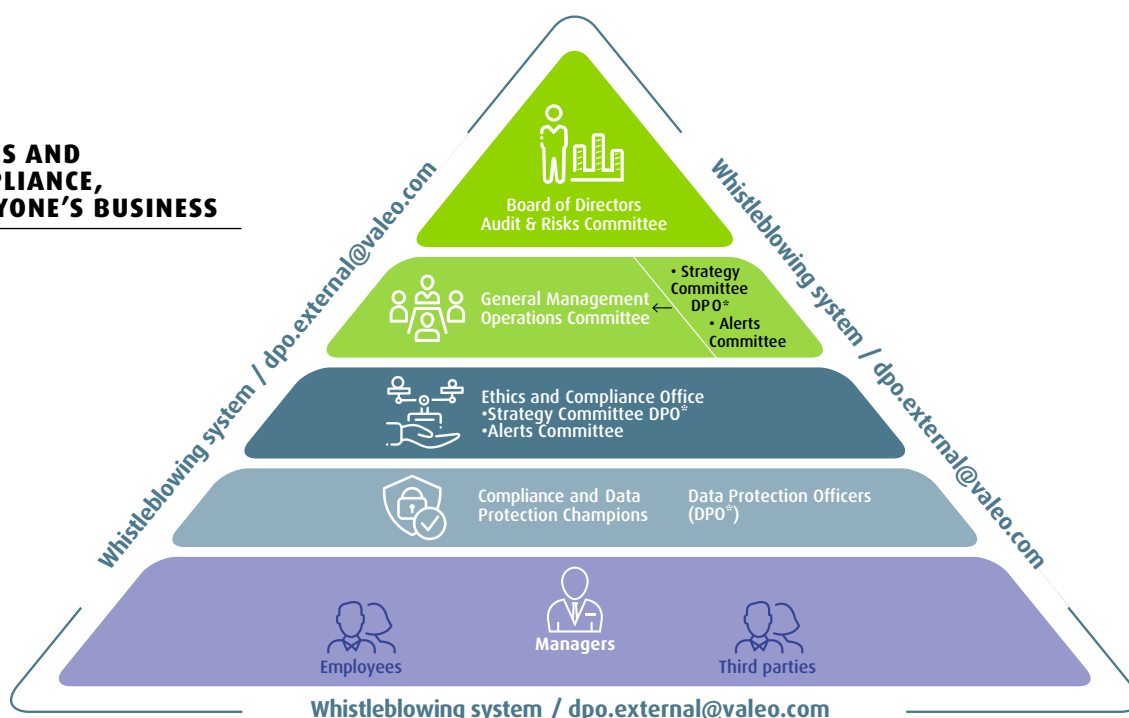 S AND
PLIANCE,
YONE'S BUSINESS
Whistleblowing system / dpo.external@valeo.com
Whistleblowing system / dpo.external@valeo.com
Board of Directors
Audit & Risks Committee
General Management
Operations Committee
←
• Strategy
Committee
DPO*
• Alerts
Committee
Ethics and Compliance Office
•Strategy Committee DPO*
•Alerts Committee
Compliance and Data
Protection Champions
Data Protection Officers
(DPO*)
Employees
Managers
Third parties
Whistleblowing system / dpo.external@valeo.com